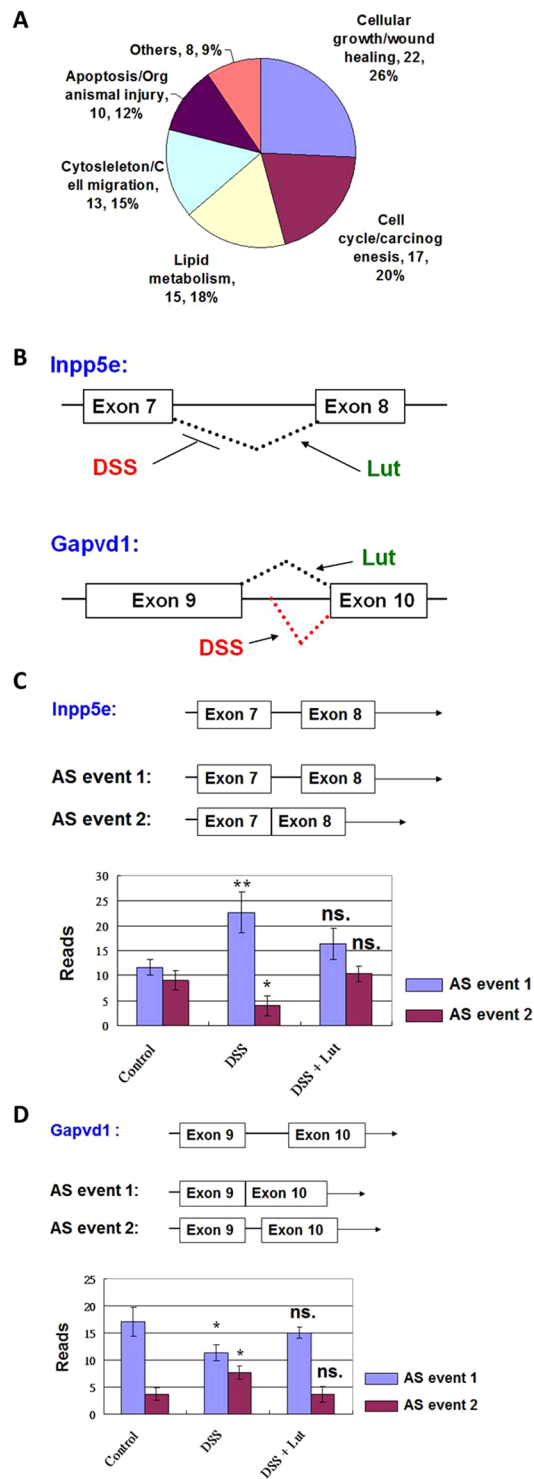 A
Cellular
growth/wound
healing, 22,
26%
Others, 8, 9%
Apoptosis/Org
anismal injury,
10, 12%
Cytosleleton/C
ell migration,
13, 15%
Lipid
metabolism,
15, 18%
Cell
cycle/carcinog
enesis, 17,
20%
B
Inpp5e:
Exon 7
Exon 8
DSS
Lut
Gapvd1:
Lut
Exon 9
Exon 10
DSS
C
Inpp5e:
Exon 7
Exon 8
AS event 1:
Exon 7
Exon 8
AS event 2:
Exon 7
Exon 8
30
25
20
15
10
5
0
Reads
**
*
ns.
ns.
AS event 1
AS event 2
Control
DSS
DSS + Lut
D
Gapvd1 :
Exon 9
Exon 10
AS event 1:
Exon 9
Exon 10
AS event 2:
Exon 9
Exon 10
25
20
15
10
5
0
Reads
*
*
ns.
ns.
AS event 1
AS event 2
Control
DSS
DSS + Lut